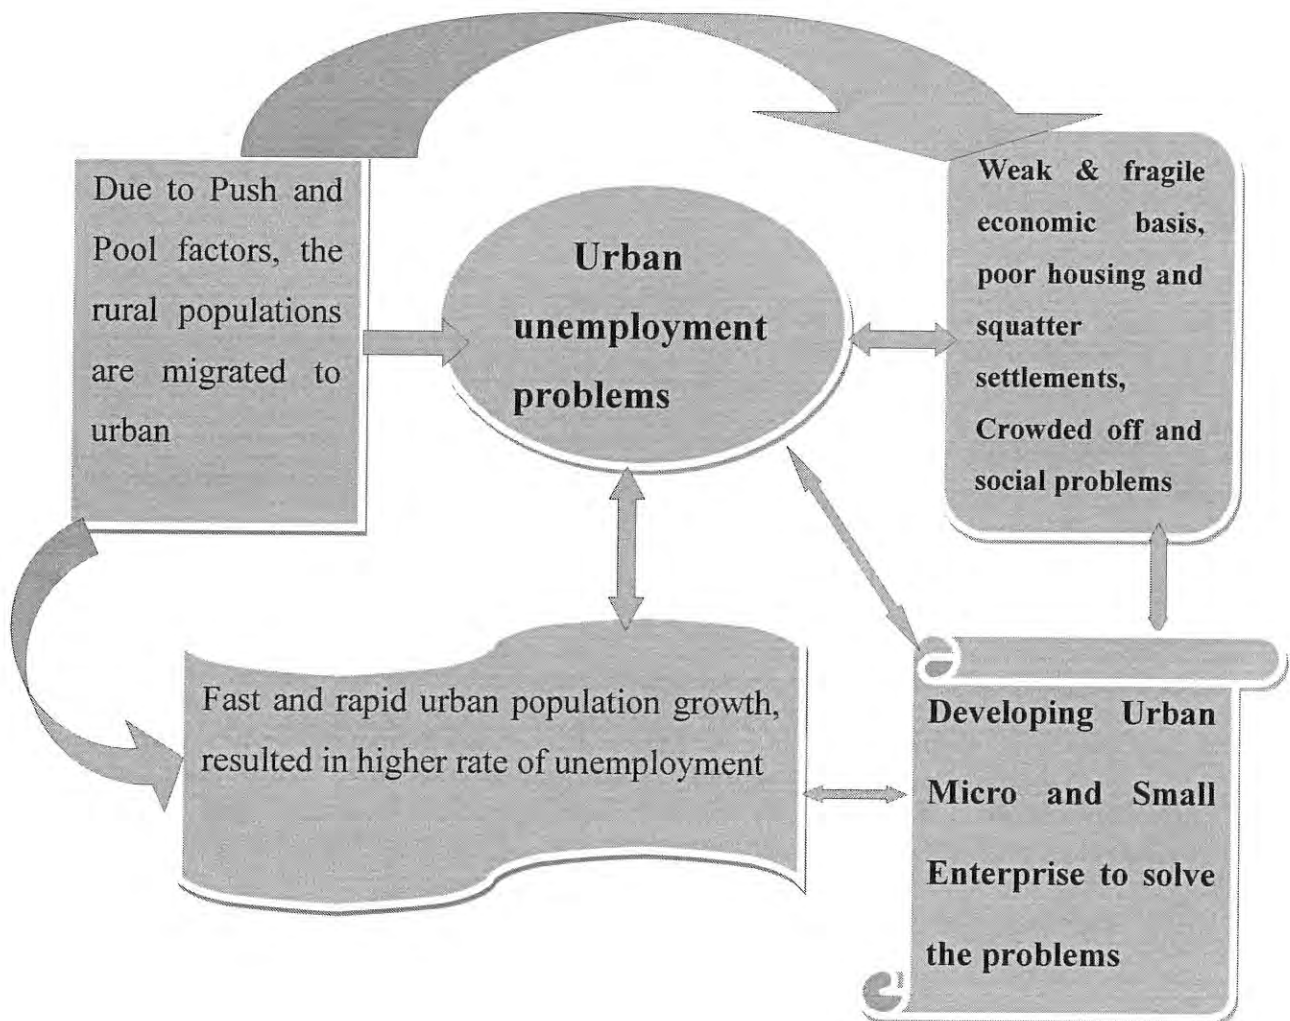 Due to Push and
Pool factors, the
rural populations
are migrated to
urban
Urban
unemployment
problems
Weak & fragile
economic basis,
poor housing and
squatter
settlements,
Crowded off and
social problems
Fast and rapid urban population growth,
resulted in higher rate of unemployment
Developing Urban
Micro and Small
Enterprise to solve
the problems